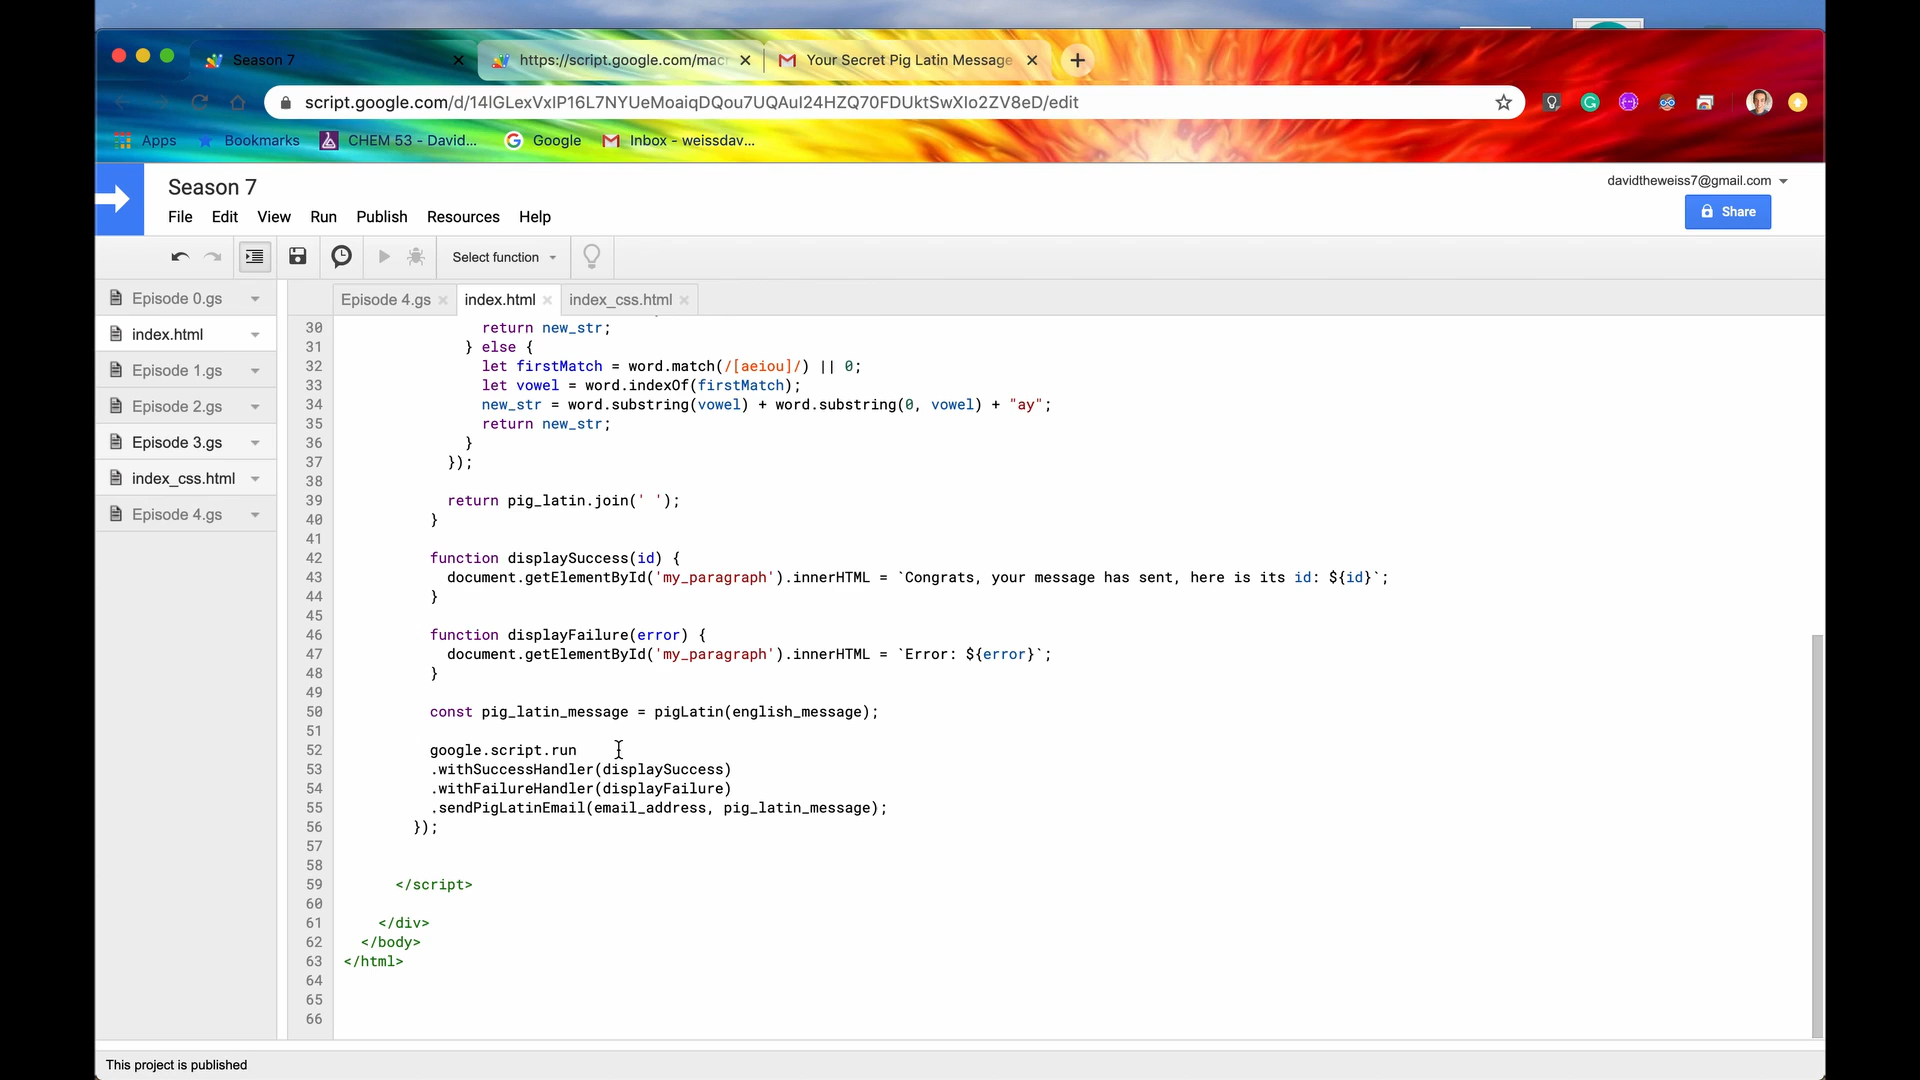 Season 7
https://script.google.com/mac
Your Secret Pig Latin Message
script.google.com/d/14lGLexVxIP16L7NYUeMoaiqDQou7UQAuI24HZQ70FDUktSwXIo2ZV8eD/edit
Apps
Bookmarks
CHEM 53 - David...
Google
Inbox - weissdav...
Season 7
davidtheweiss7@gmail.com
File Edit View Run Publish Resources Help
Share
Select function
Episode 0.gs
index.html
Episode 1.gs
Episode 2.gs
Episode 3.gs
index_css.html
Episode 4.gs
Episode 4.gs
index.html
index_css.html
30 return new_str;
31 } else {
32 let firstMatch = word.match(/[aeiou]/) || 0;
33 let vowel = word.indexOf(firstMatch);
34 new_str = word.substring(vowel) + word.substring(0, vowel) + "ay";
35 return new_str;
36 }
37 });
38
39 return pig_latin.join(' ');
40 }
41
42 function displaySuccess(id) {
43 document.getElementById('my_paragraph').innerHTML = `Congrats, your message has sent, here is its id: ${id}`;
44 }
45
46 function displayFailure(error) {
47 document.getElementById('my_paragraph').innerHTML = `Error: ${error}`;
48 }
49
50 const pig_latin_message = pigLatin(english_message);
51
52 google.script.run
53 .withSuccessHandler(displaySuccess)
54 .withFailureHandler(displayFailure)
55 .sendPigLatinEmail(email_address, pig_latin_message);
56 });
57
58
59 </script>
60
61 </div>
62 </body>
63 </html>
64
65
66
This project is published